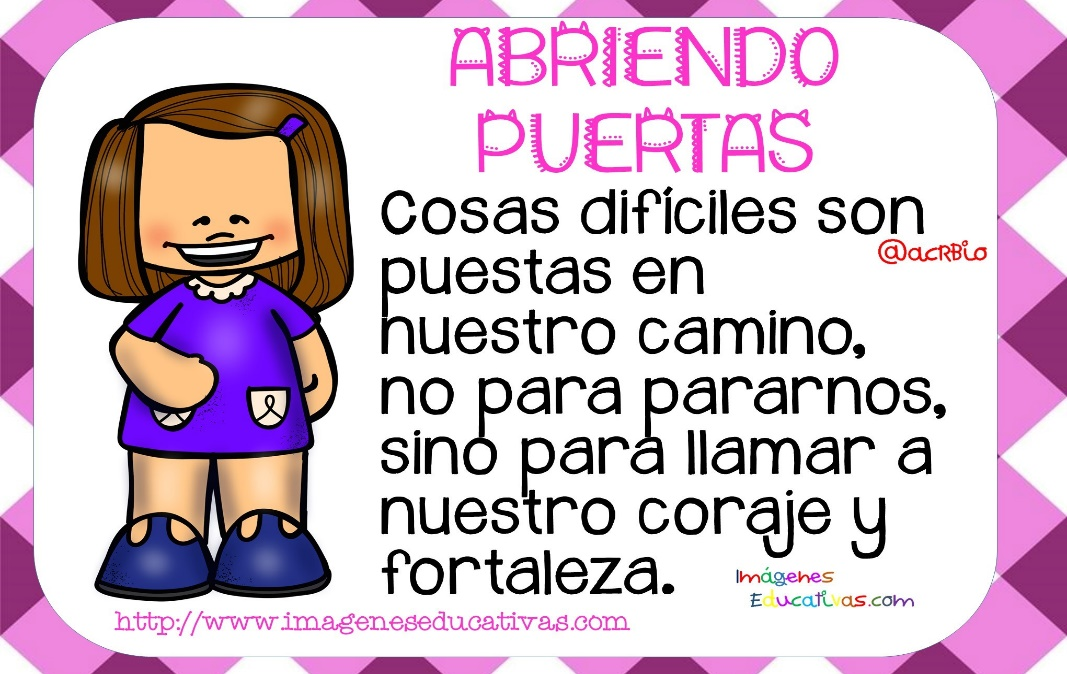 ABRIENDO
PUERTAS
Cosas difíciles son
@acRBio
puestas en
nuestro camino,
no para pararnos,
sino para llamar a
nuestro coraje y
fortaleza.
Imágenes
Educativas.com
http://www.imageneseducativas.com